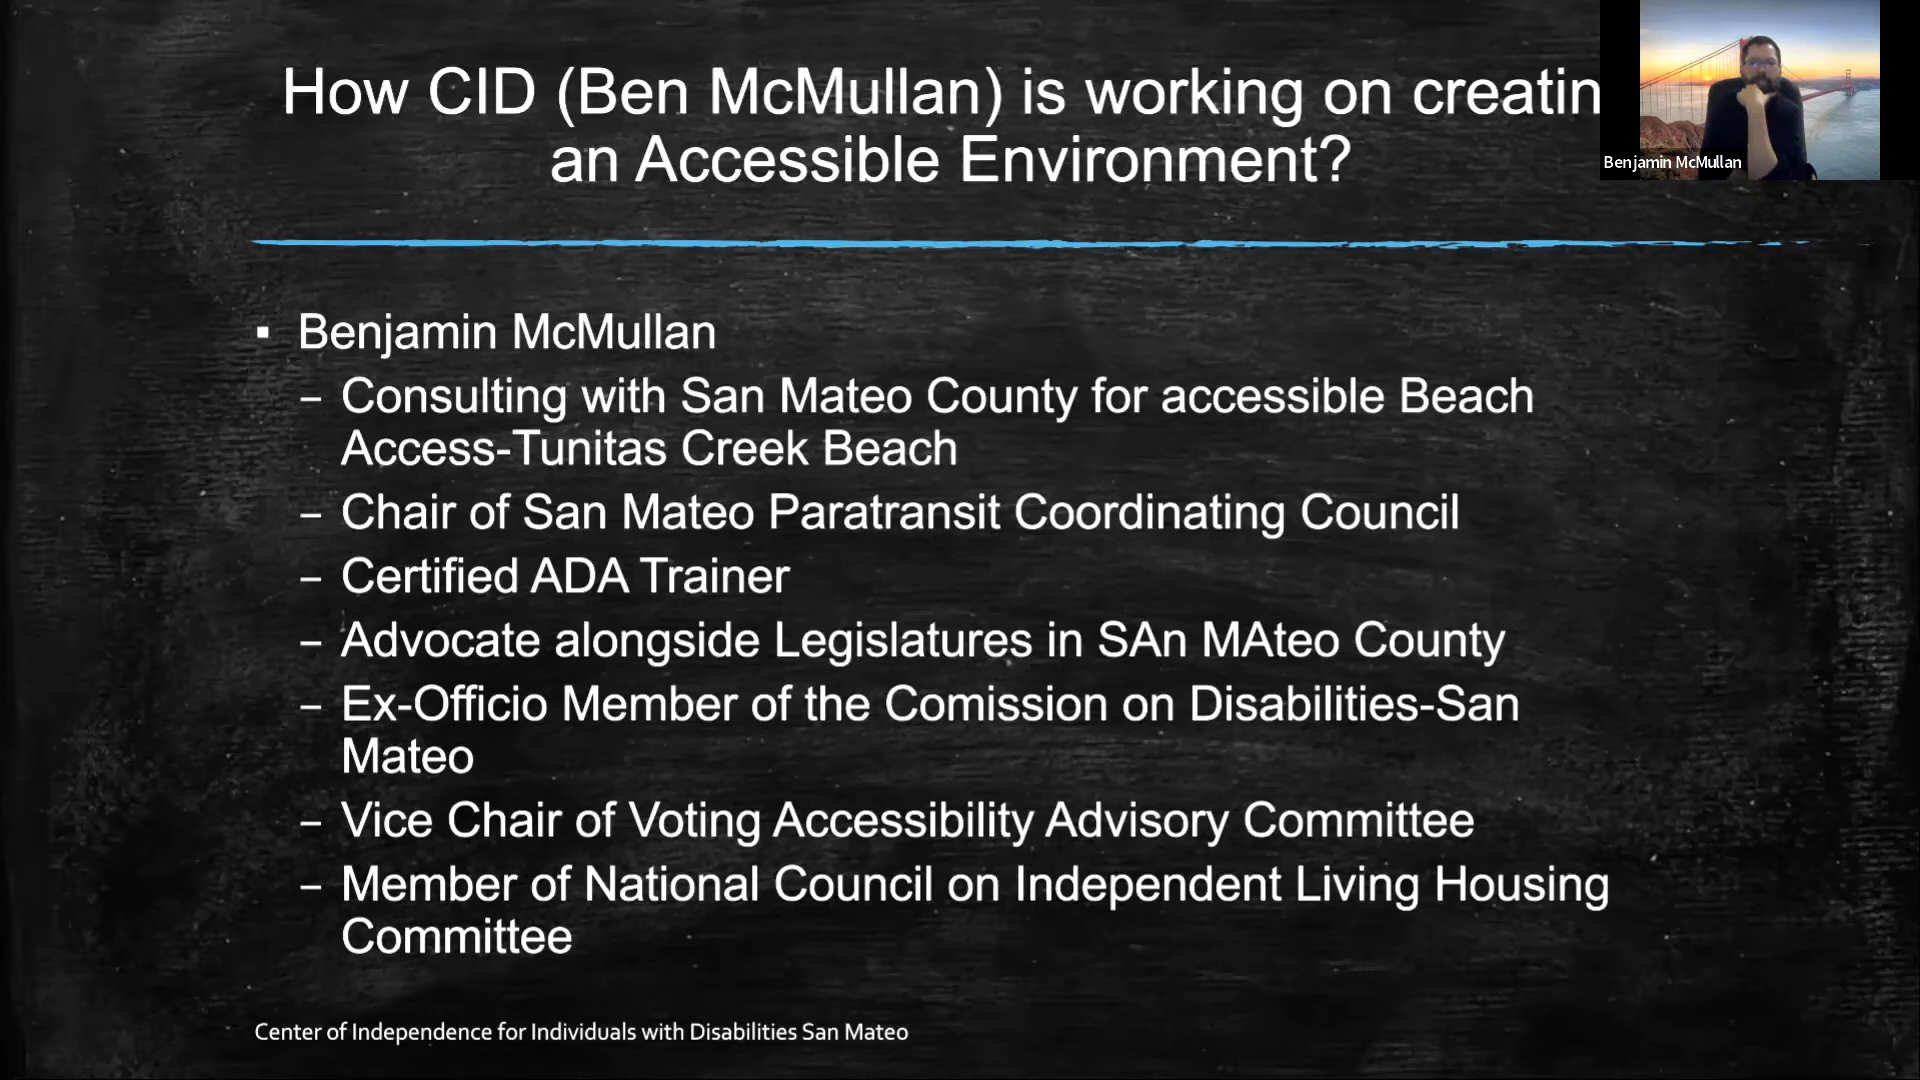 How CID (Ben McMullan) is working on creatin
an Accessible Environment?
Benjamin McMullan
▪ Benjamin McMullan
– Consulting with San Mateo County for accessible Beach
Access-Tunitas Creek Beach
– Chair of San Mateo Paratransit Coordinating Council
– Certified ADA Trainer
– Advocate alongside Legislatures in SAn MAteo County
– Ex-Officio Member of the Comission on Disabilities-San
Mateo
– Vice Chair of Voting Accessibility Advisory Committee
– Member of National Council on Independent Living Housing
Committee
Center of Independence for Individuals with Disabilities San Mateo